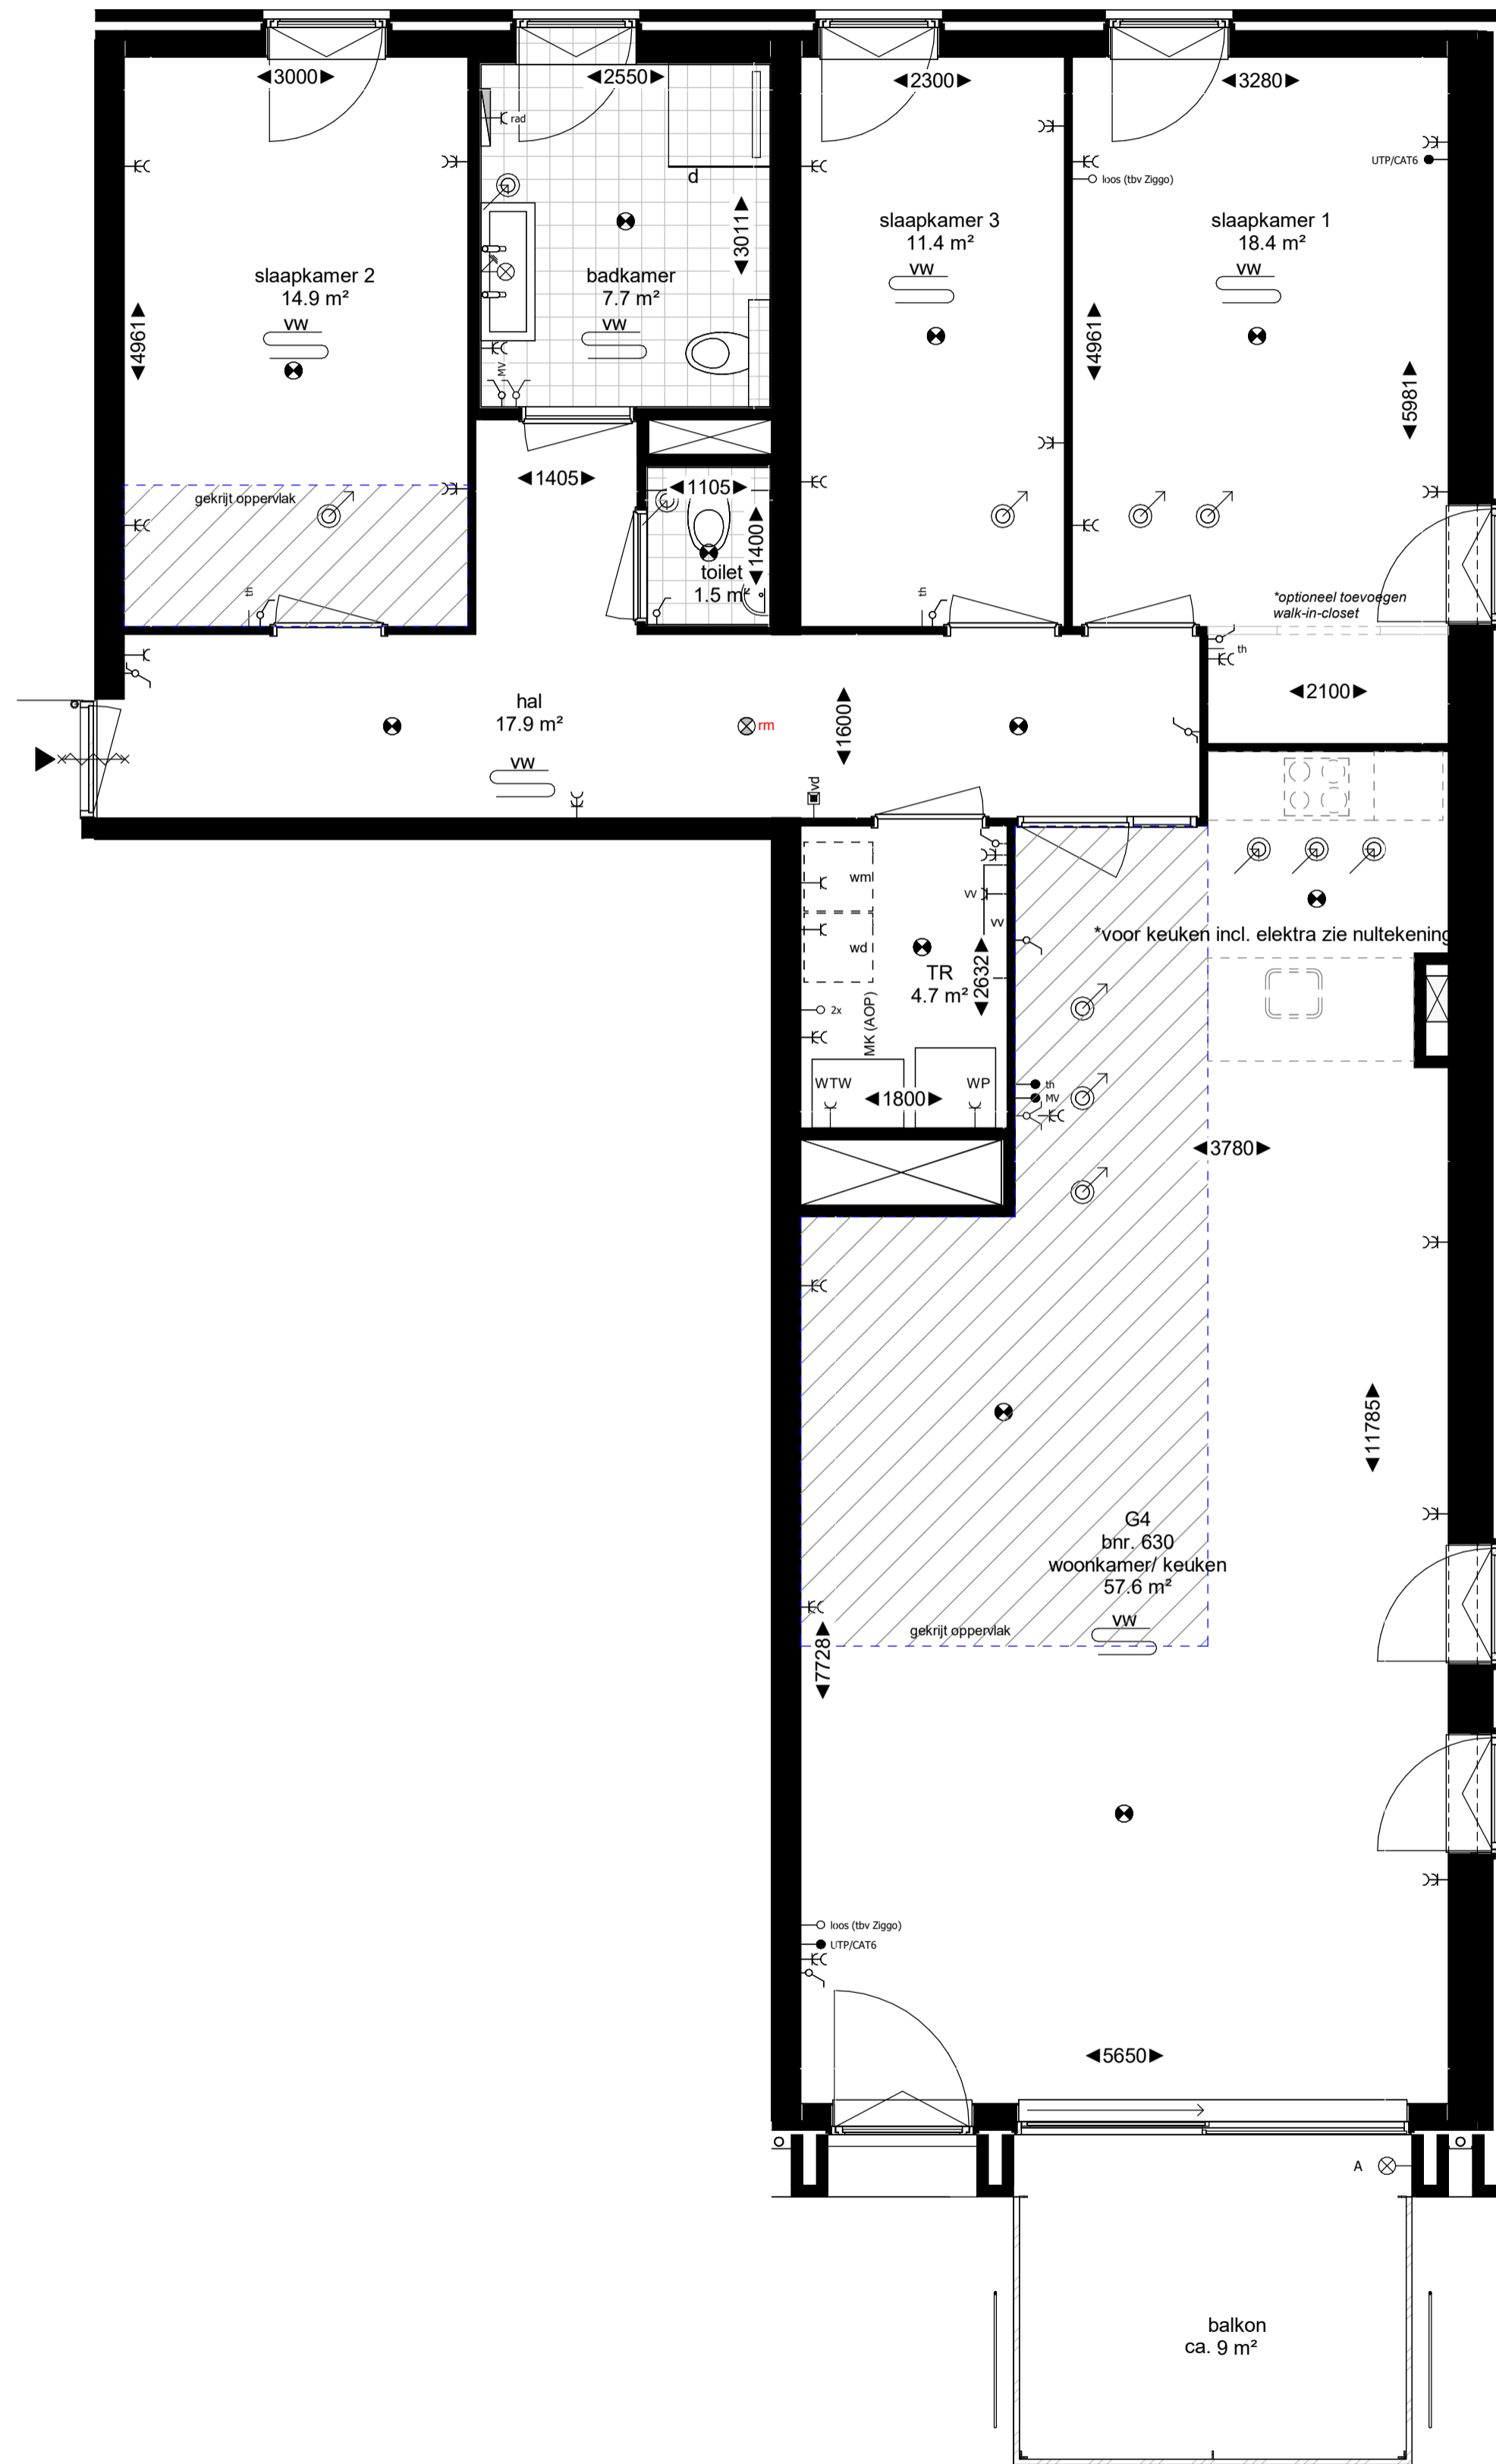 3000
2550
2300
3280
rad
d
UTP/CAT6
loos (tbv Ziggo)
3011
slaapkamer 3
11.4 m²
vw
slaapkamer 1
18.4 m²
vw
slaapkamer 2
14.9 m²
vw
badkamer
7.7 m²
vw
4961
4961
5981
MV
1405
1105
1400
toilet
1.5 m²
gekrijt oppervlak
th
th
*optioneel toevoegen
walk-in-closet
th
2100
hal
17.9 m²
vw
rm
1600
vd
wm
wd
vv
vv
TR
4.7 m²
2632
2x
MK (AOP)
WTW
1800
WP
*voor keuken incl. elektra zie nultekening
th
MV
3780
11785
G4
bnr. 630
woonkamer/ keuken
57.6 m²
vw
gekrijt oppervlak
7728
loos (tbv Ziggo)
UTP/CAT6
5650
A
balkon
ca. 9 m²